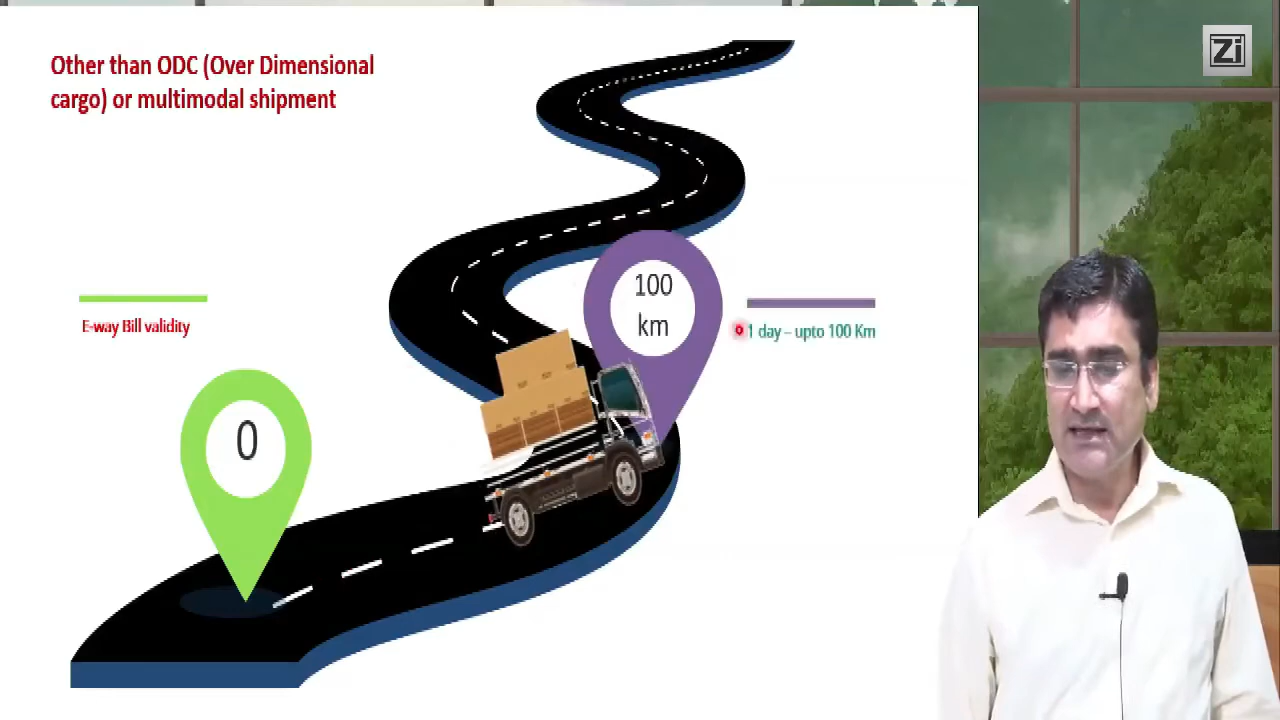 Other than ODC (Over Dimensional
cargo) or multimodal shipment
Zi
100
km
E-way Bill validity
1 day – upto 100 Km
0